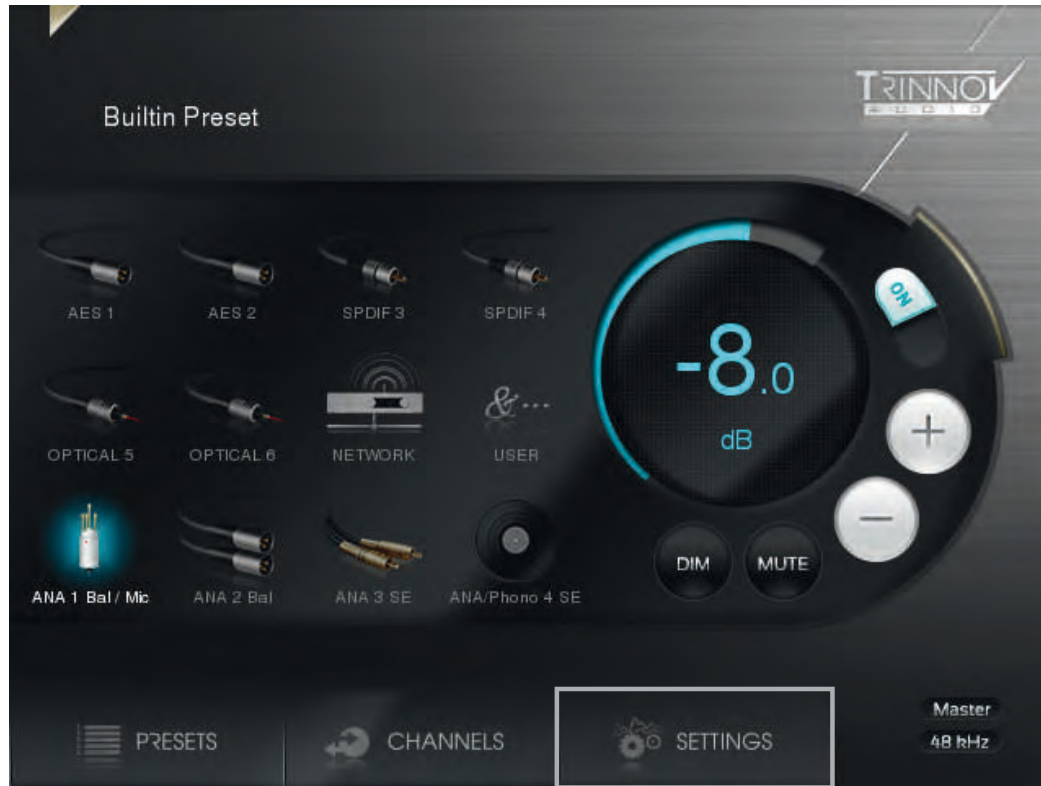 TRINNOV
AUDIO
Builtin Preset
AES 1
AES 2
SPDIF 3
SPDIF 4
ON
OPTICAL 5
OPTICAL 6
NETWORK
USER
&...
-8.0
dB
+
−
ANA 1 Bal / Mic
ANA 2 Bal
ANA 3 SE
ANA/Phono 4 SE
DIM
MUTE
PRESETS
CHANNELS
SETTINGS
Master
48 kHz